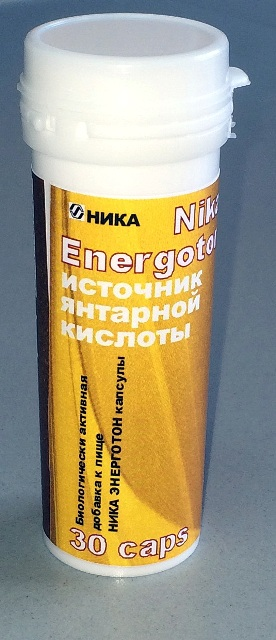 НИКА
Nika
Energoton
источник
янтарной
кислоты
Биологически активная
добавка к пище
НИКА ЭНЕРГОТОН капсулы
30 caps